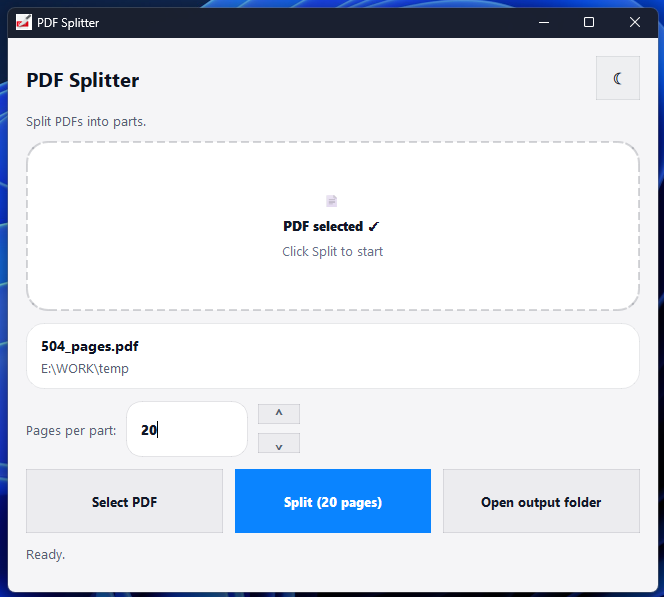 PDF Splitter
PDF Splitter
Split PDFs into parts.
PDF selected ✓
Click Split to start
504_pages.pdf
E:\WORK\temp
Pages per part: 20
Select PDF
Split (20 pages)
Open output folder
Ready.